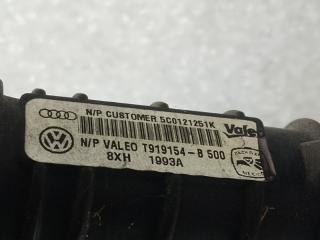 N/P CUSTOMER 5C0121251K
Valeo
N/P VALEO T919154-B 500
8XH 1993A